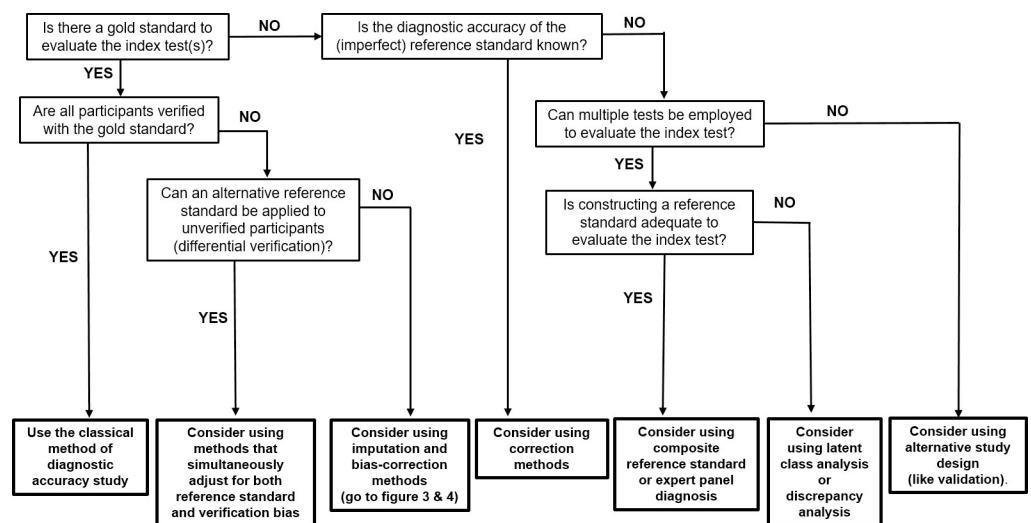 Is there a gold standard to
evaluate the index test(s)?
NO
Is the diagnostic accuracy of the
(imperfect) reference standard known?
NO
YES
Are all participants verified
with the gold standard?
NO
YES
Can multiple tests be employed
to evaluate the index test?
NO
YES
Can an alternative reference
standard be applied to
unverified participants
(differential verification)?
NO
Is constructing a reference
standard adequate to
evaluate the index test?
NO
YES
YES
YES
Use the classical
method of
diagnostic
accuracy study
Consider using
methods that
simultaneously
adjust for both
reference standard
and verification bias
Consider using
imputation and
bias-correction
methods
(go to figure 3 & 4)
Consider using
correction
methods
Consider using
composite
reference standard
or expert panel
diagnosis
Consider
using latent
class analysis
or
discrepancy
analysis
Consider using
alternative study
design
(like validation).